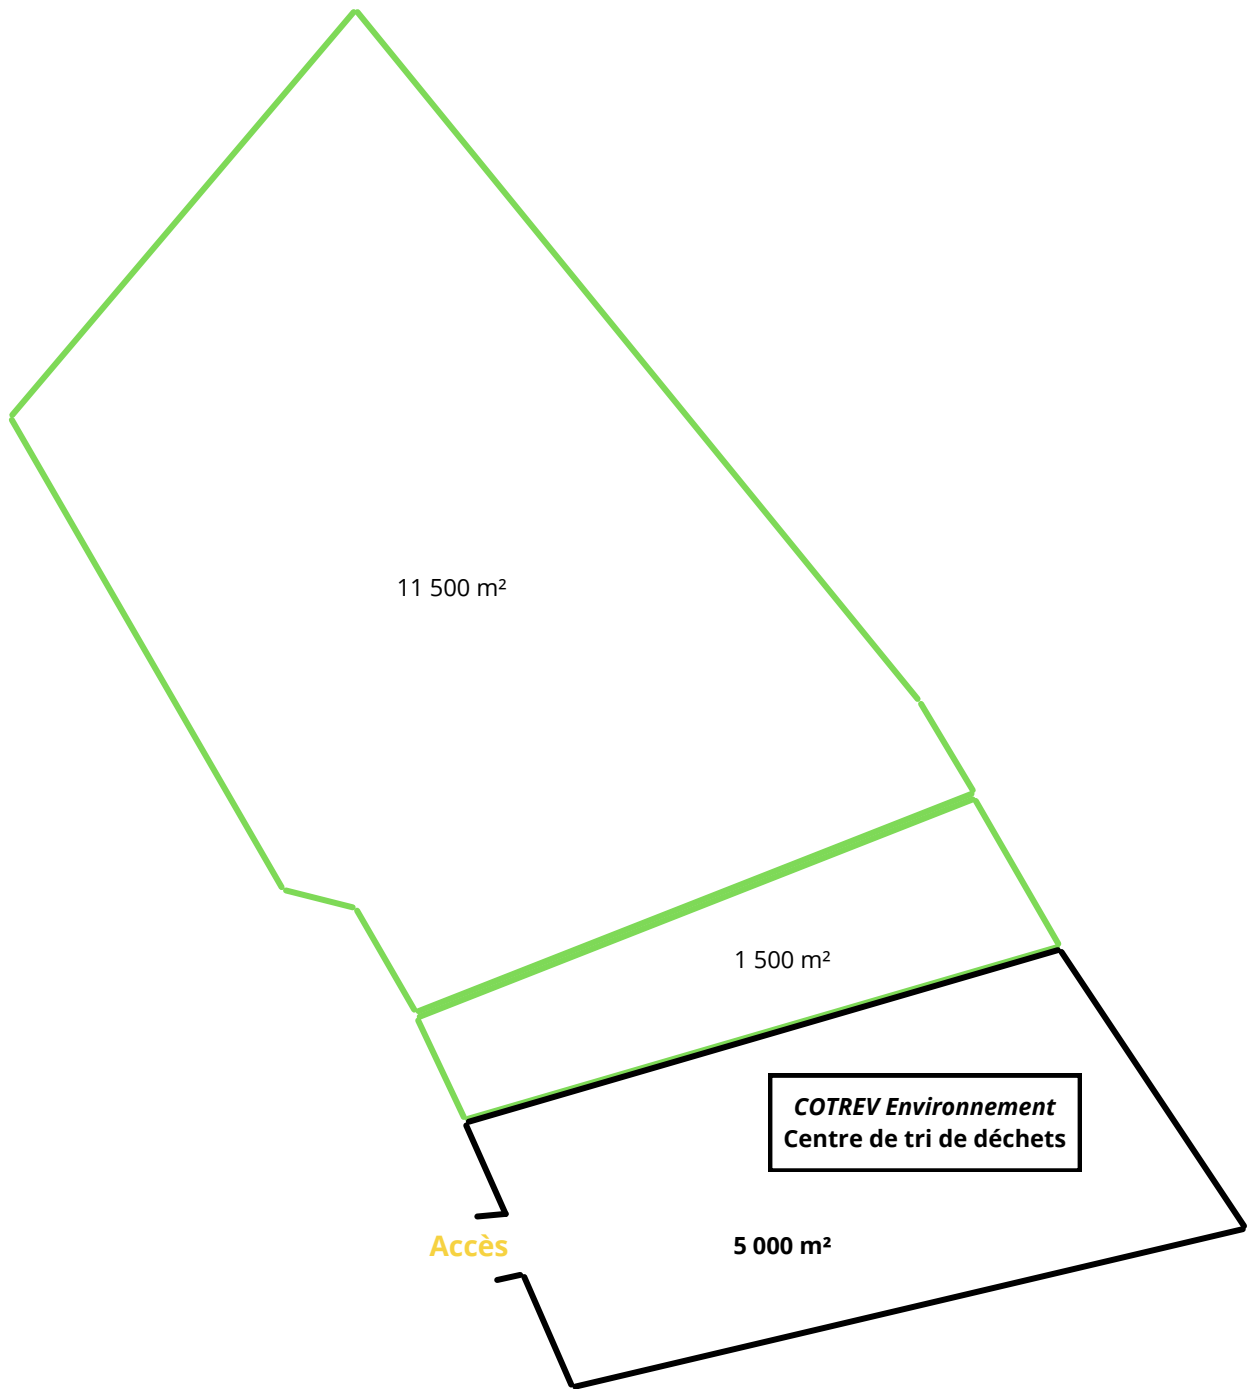 11 500 m²
1 500 m²
COTREV Environnement
Centre de tri de déchets
Accès
5 000 m²